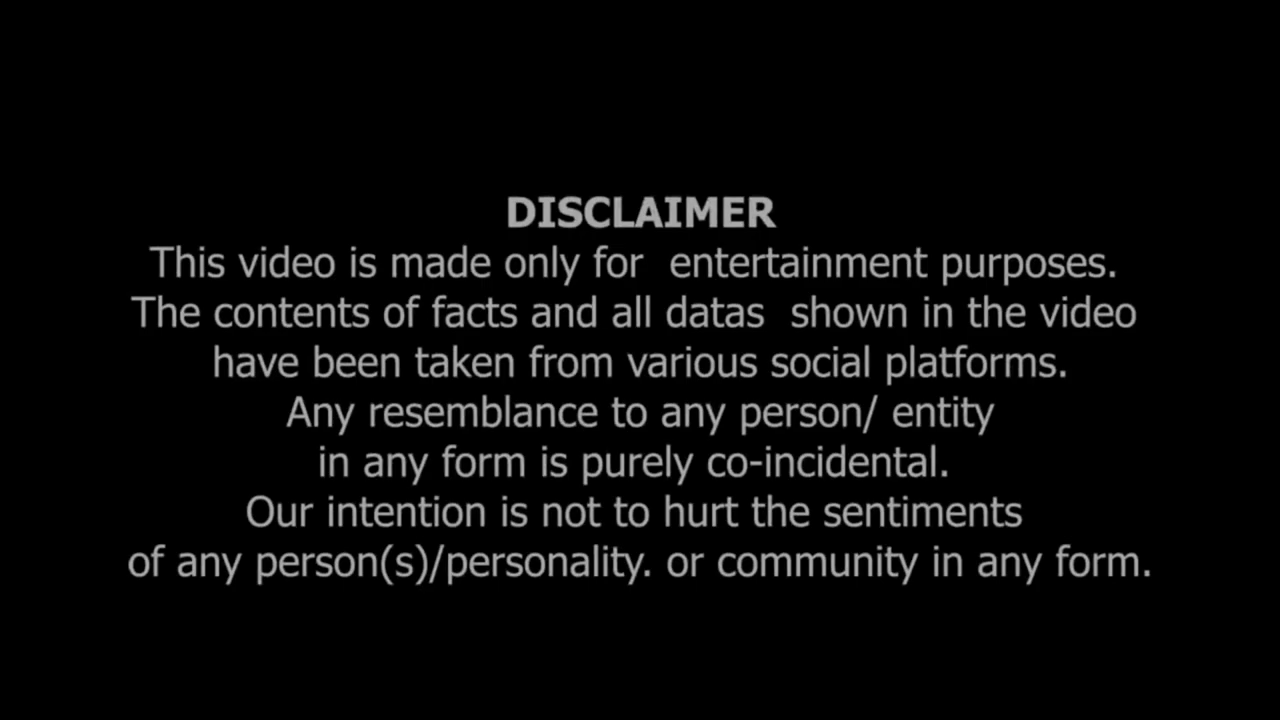 DISCLAIMER
This video is made only for  entertainment purposes.
The contents of facts and all datas  shown in the video
have been taken from various social platforms.
Any resemblance to any person/ entity
in any form is purely co-incidental.
Our intention is not to hurt the sentiments
of any person(s)/personality. or community in any form.